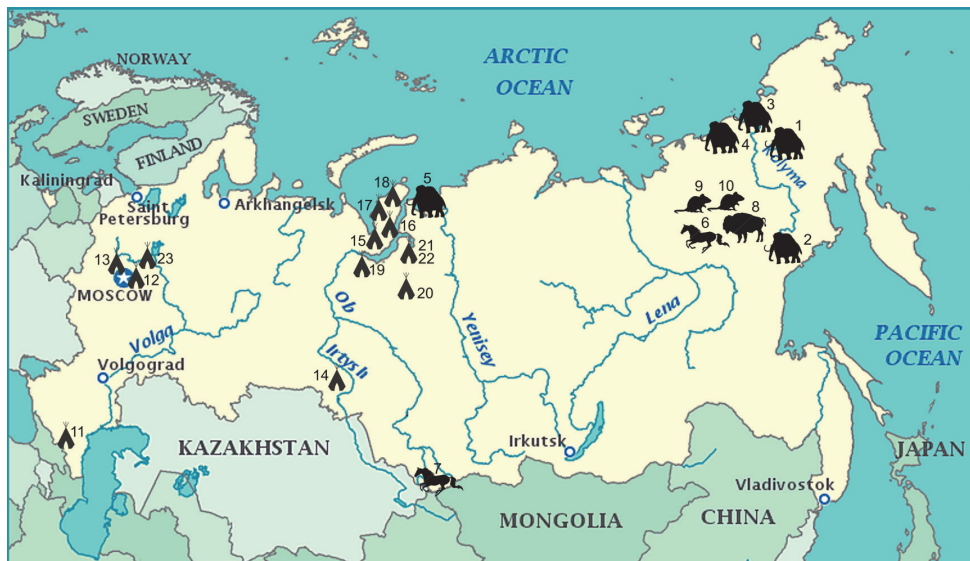 NORWAY
SWEDEN
FINLAND
ARCTIC
OCEAN
Kaliningrad
Saint
Petersburg
Arkhangelsk
3
1
4
Kolyma
18
5
17
16
15
21
22
19
20
9
10
8
6
2
13
23
12
MOSCOW
Ob
Yenisey
Lena
Volga
Irtysh
14
PACIFIC
OCEAN
Volgograd
11
KAZAKHSTAN
Irkutsk
JAPAN
7
Vladivostok
MONGOLIA
CHINA